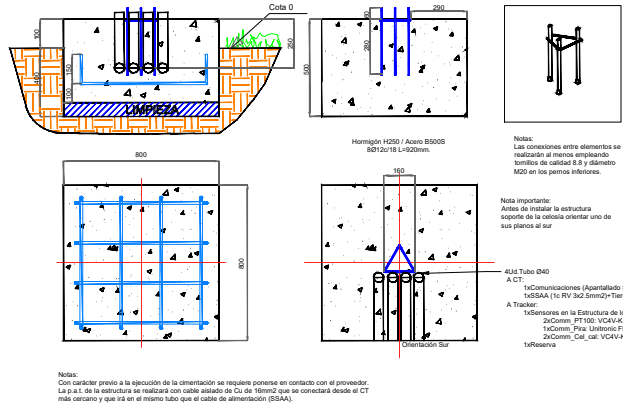 Cota 0
100
400
150
100
250
LIMPIEZA
60
290
280
500
Hormigón H250 / Acero B500S
8Ø12c/18 L=920mm.
Notas:
Las conexiones entre elementos se
realizarán al menos empleando
tornillos de calidad 8.8 y diámetro
M20 en los pernos inferiores.
Nota importante:
Antes de instalar la estructura
soporte de la celosía orientar uno de
sus planos al sur
800
800
160
4Ud.Tubo Ø40
A CT:
1xComunicaciones (Apantallado
1xSSAA (1c RV 3x2.5mm2)+Tier
A Tracker:
1xSensores en la Estructura de
2xComm_PT100: VC4V-K
1xComm_Pira: Unitronic
2xComm_Cel_cal: VC4V-K
1xReserva
Orientación Sur
Notas:
Con carácter previo a la ejecución de la cimentación se requiere ponerse en contacto con el proveedor.
La p.a.t. de la estructura se realizará con cable aislado de Cu de 16mm2 que se conectará desde el CT
más cercano y que irá en el mismo tubo que el cable de alimentación (SSAA).